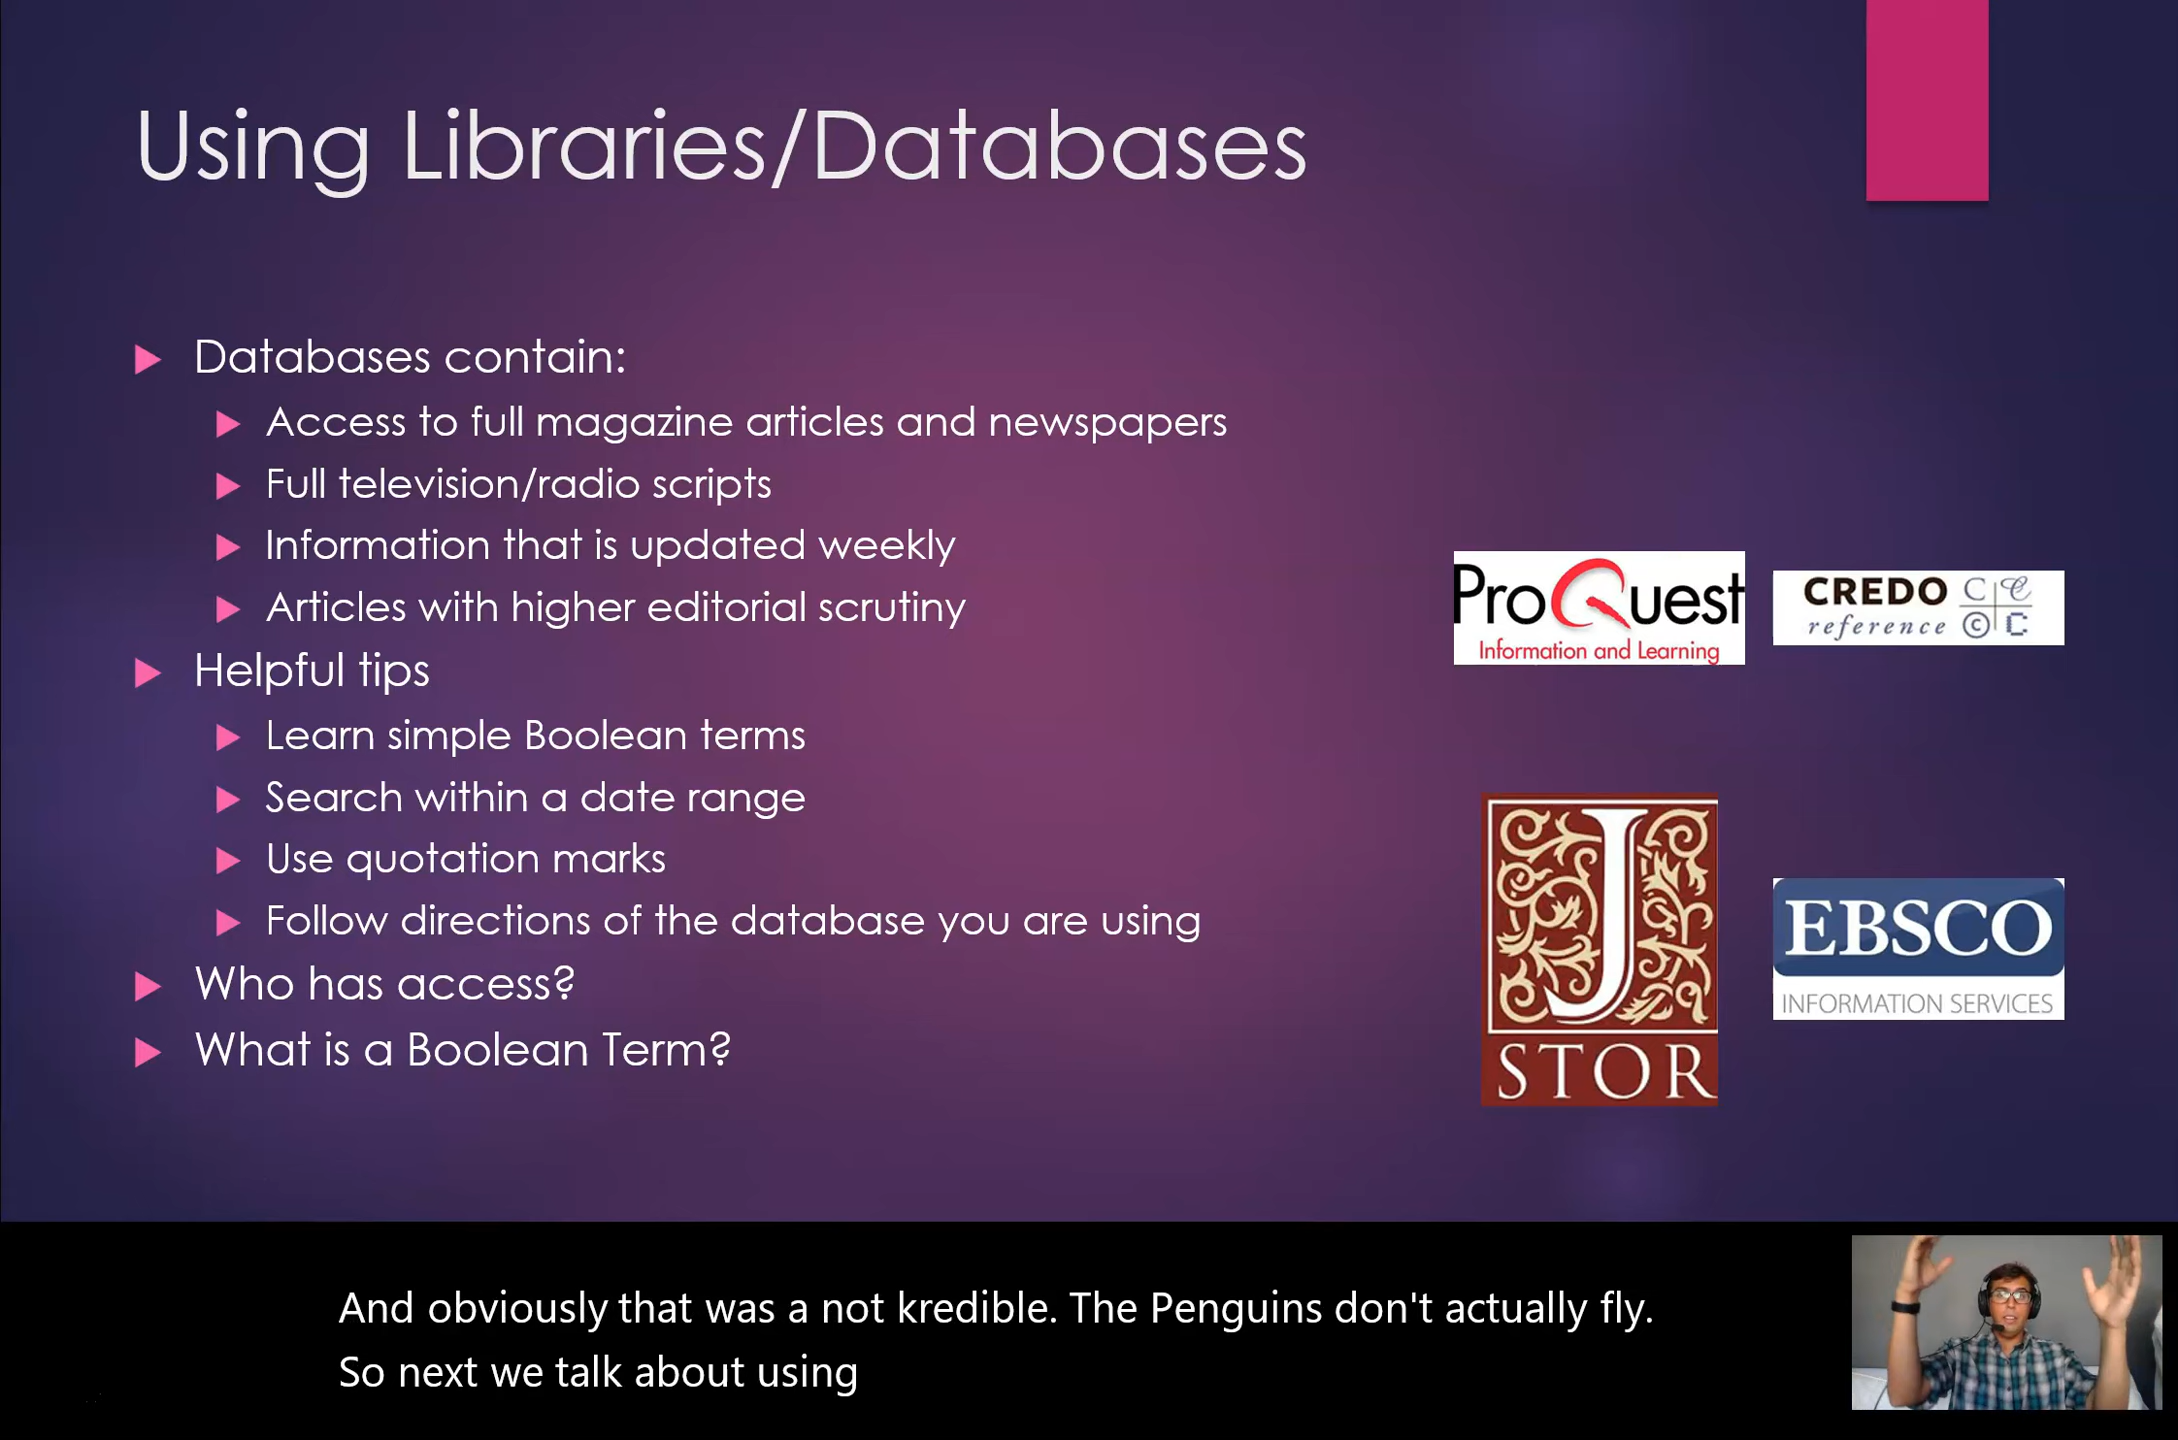 Using Libraries/Databases
Databases contain:
Access to full magazine articles and newspapers
Full television/radio scripts
Information that is updated weekly
Articles with higher editorial scrutiny
Helpful tips
Learn simple Boolean terms
Search within a date range
Use quotation marks
Follow directions of the database you are using
Who has access?
What is a Boolean Term?
ProQuest
Information and Learning
CREDO
reference
JSTOR
EBSCO
INFORMATION SERVICES
And obviously that was a not kredible. The Penguins don't actually fly.
So next we talk about using